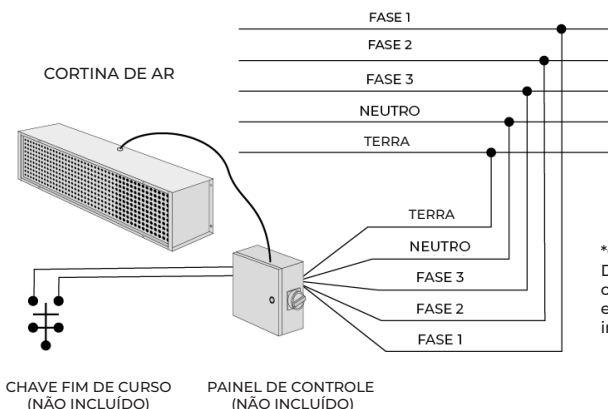 FASE 1
FASE 2
CORTINA DE AR
FASE 3
NEUTRO
TERRA
TERRA
NEUTRO
FASE 3
FASE 2
FASE 1
CHAVE FIM DE CURSO
(NÃO INCLUÍDO)
PAINEL DE CONTROLE
(NÃO INCLUÍDO)